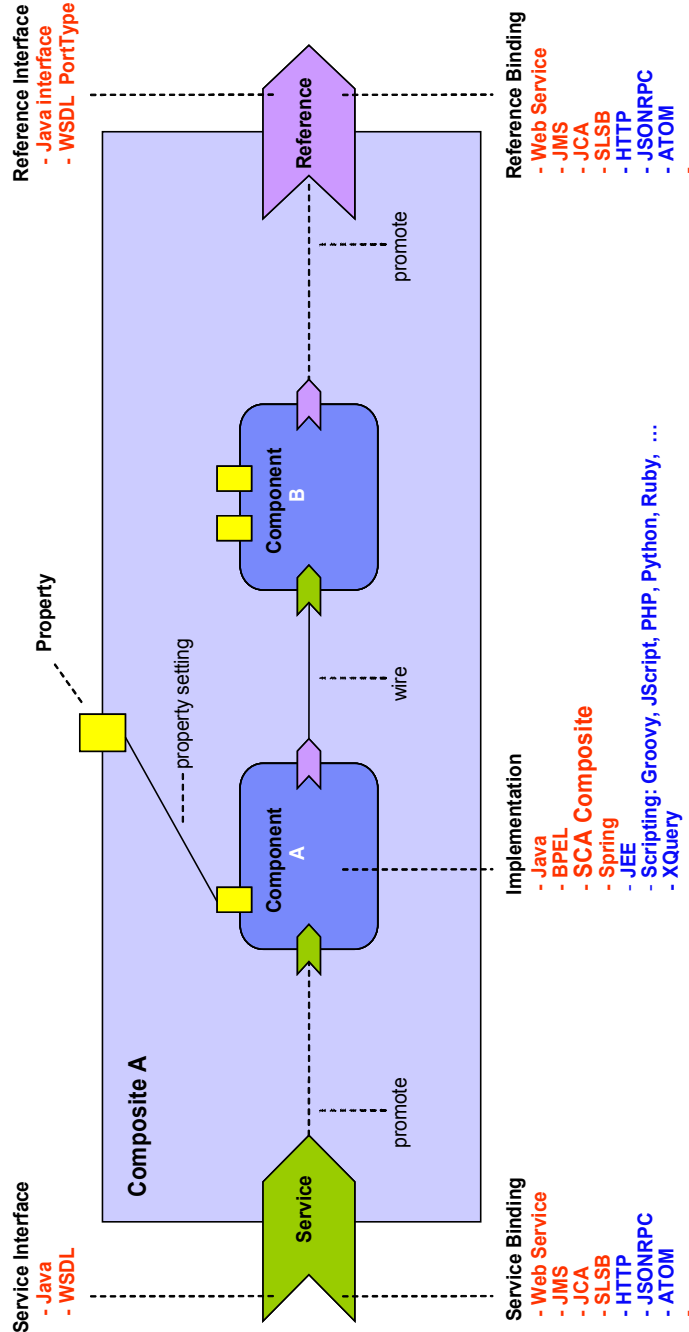 Service Interface
- Java
- WSDL
Property
Reference Interface
- Java interface
- WSDL PortType
Composite A
property setting
Service
Component
A
Component
B
Reference
promote
wire
promote
Service Binding
- Web Service
- JMS
- JCA
- SLSB
- HTTP
- JSONRPC
- ATOM
-
Implementation
- Java
- BPEL
- SCA Composite
- Spring
- JEE
- Scripting: Groovy, JScript, PHP, Python, Ruby, …
- XQuery
Reference Binding
- Web Service
- JMS
- JCA
- SLSB
- HTTP
- JSONRPC
- ATOM
-